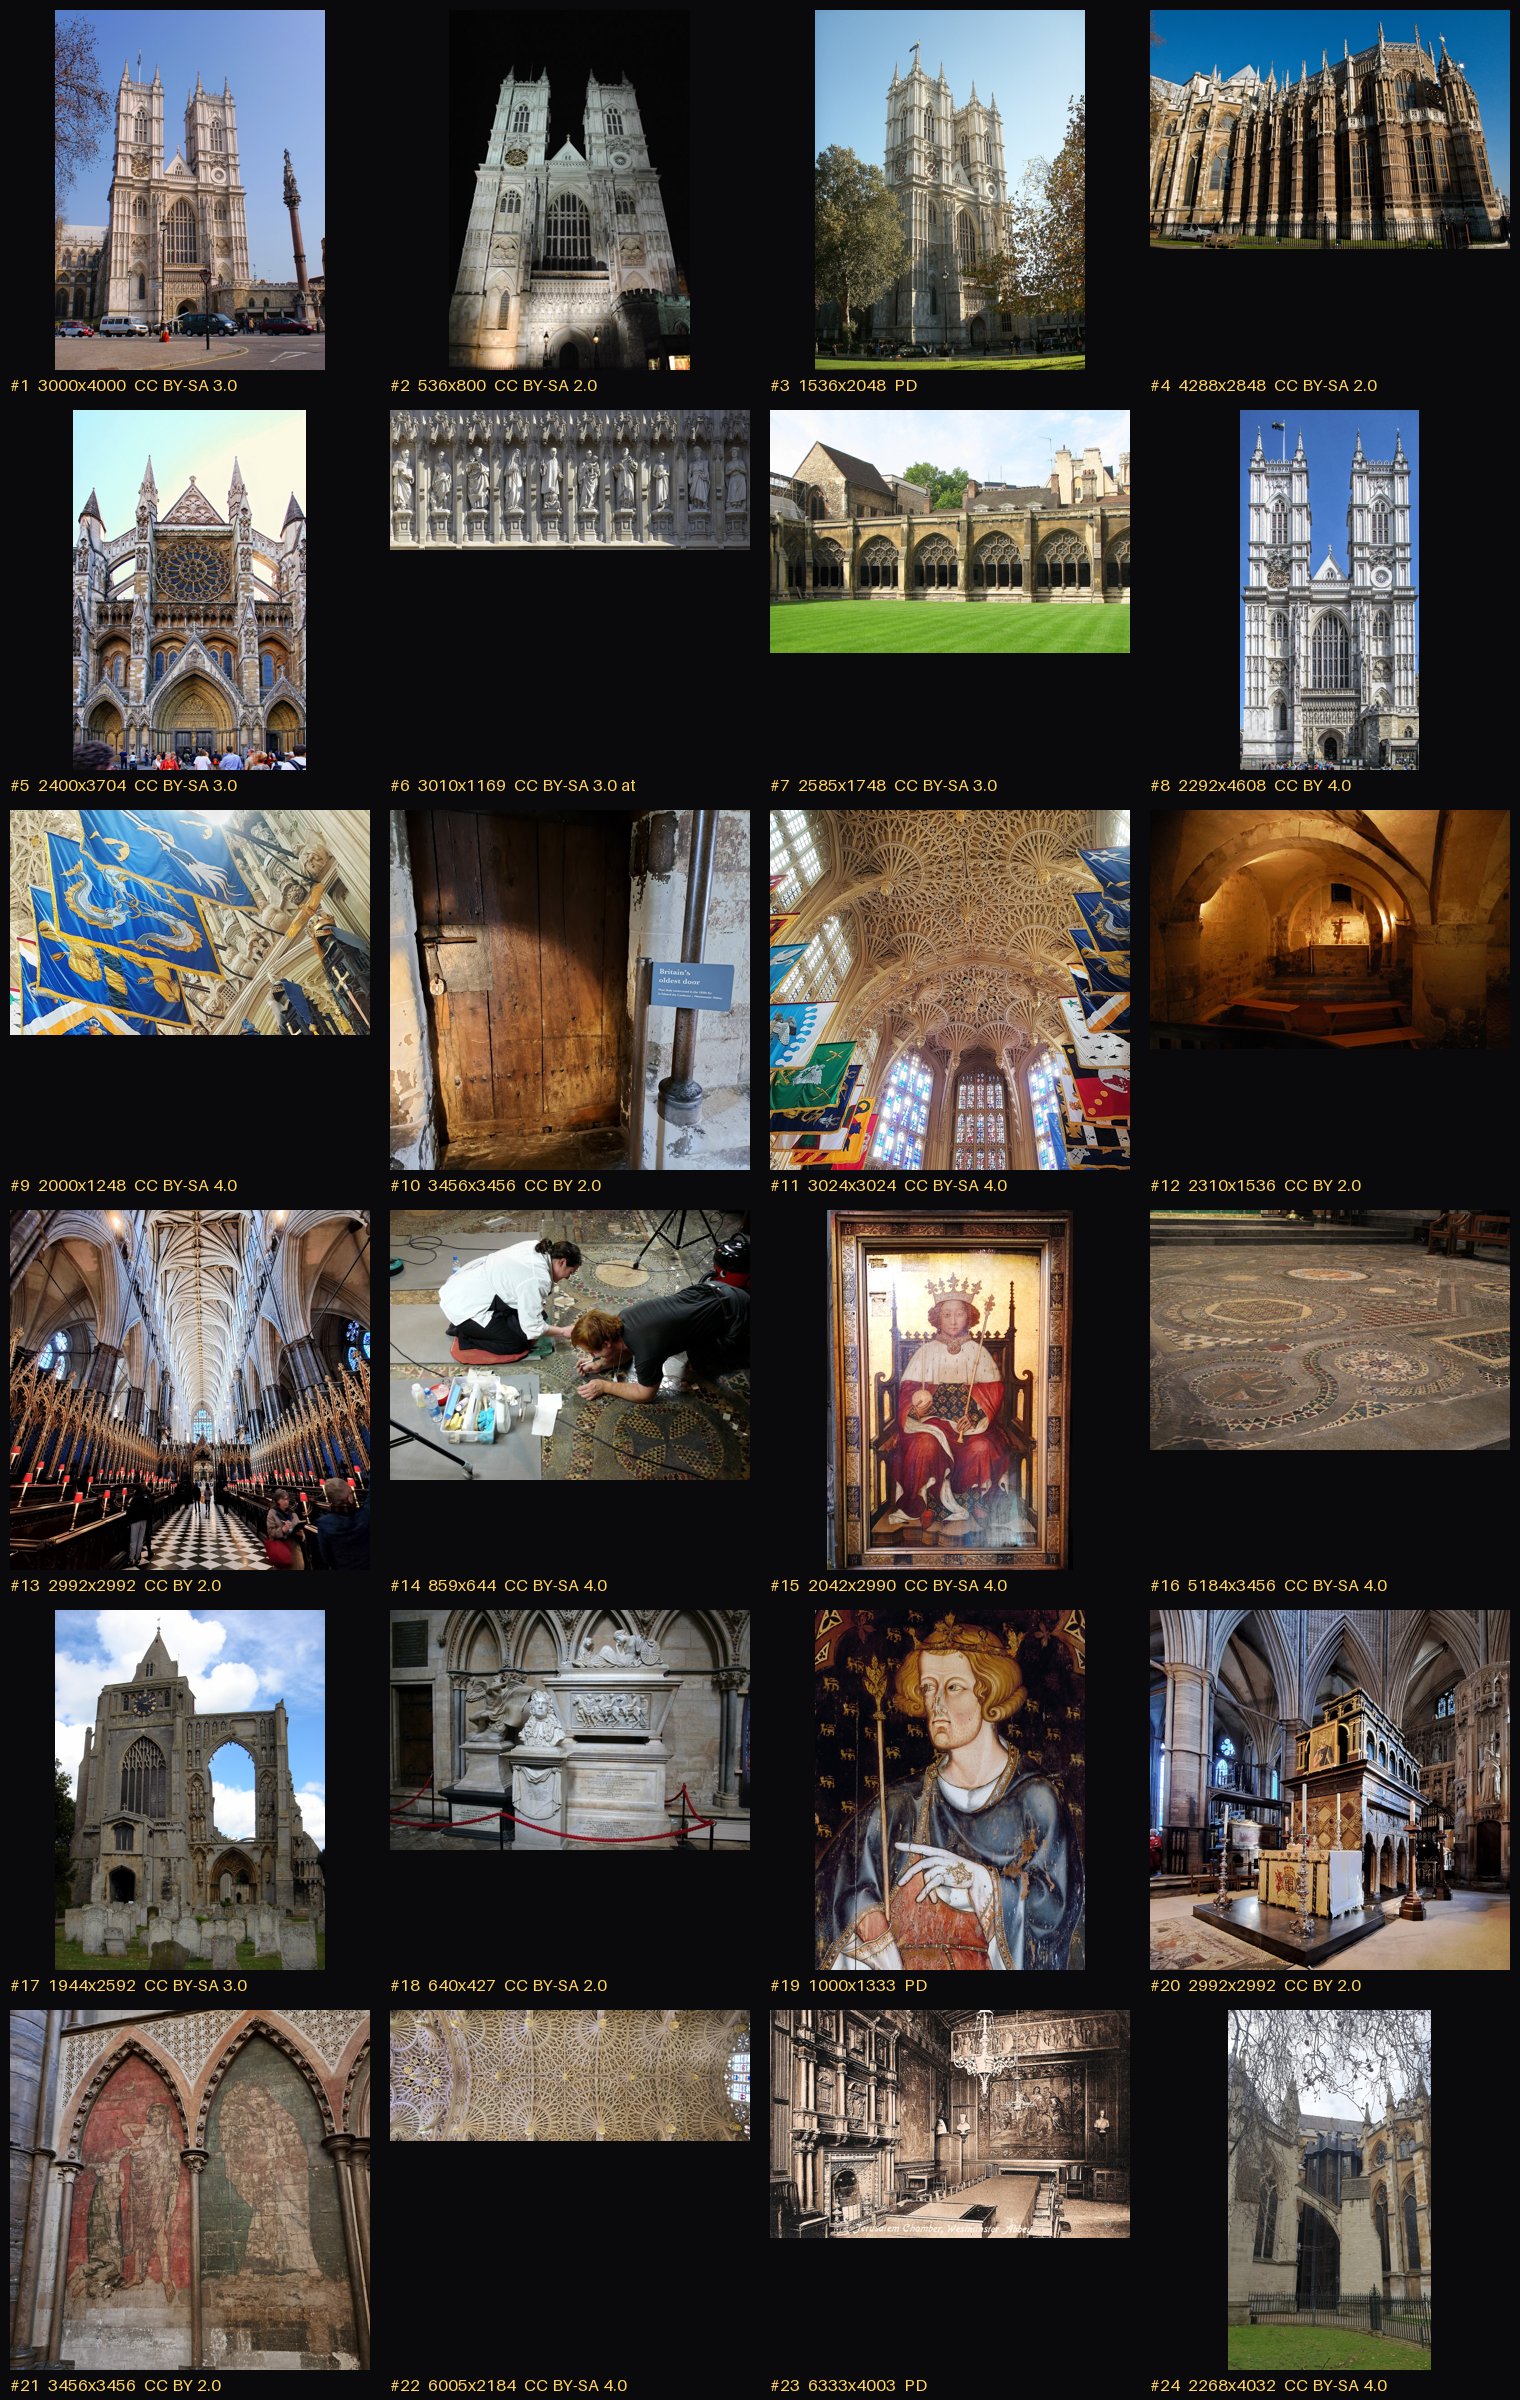 #1 3000x4000 CC BY-SA 3.0
#2 536x800 CC BY-SA 2.0
#3 1536x2048 PD
#4 4288x2848 CC BY-SA 2.0
#5 2400x3704 CC BY-SA 3.0
#6 3010x1169 CC BY-SA 3.0 at
#7 2585x1748 CC BY-SA 3.0
#8 2292x4608 CC BY 4.0
Britain's
oldest door
#9 2000x1248 CC BY-SA 4.0
#10 3456x3456 CC BY 2.0
#11 3024x3024 CC BY-SA 4.0
#12 2310x1536 CC BY 2.0
#13 2992x2992 CC BY 2.0
#14 859x644 CC BY-SA 4.0
#15 2042x2990 CC BY-SA 4.0
#16 5184x3456 CC BY-SA 4.0
#17 1944x2592 CC BY-SA 3.0
#18 640x427 CC BY-SA 2.0
#19 1000x1333 PD
#20 2992x2992 CC BY 2.0
Jerusalem Chamber, Westminster Abbey
#21 3456x3456 CC BY 2.0
#22 6005x2184 CC BY-SA 4.0
#23 6333x4003 PD
#24 2268x4032 CC BY-SA 4.0